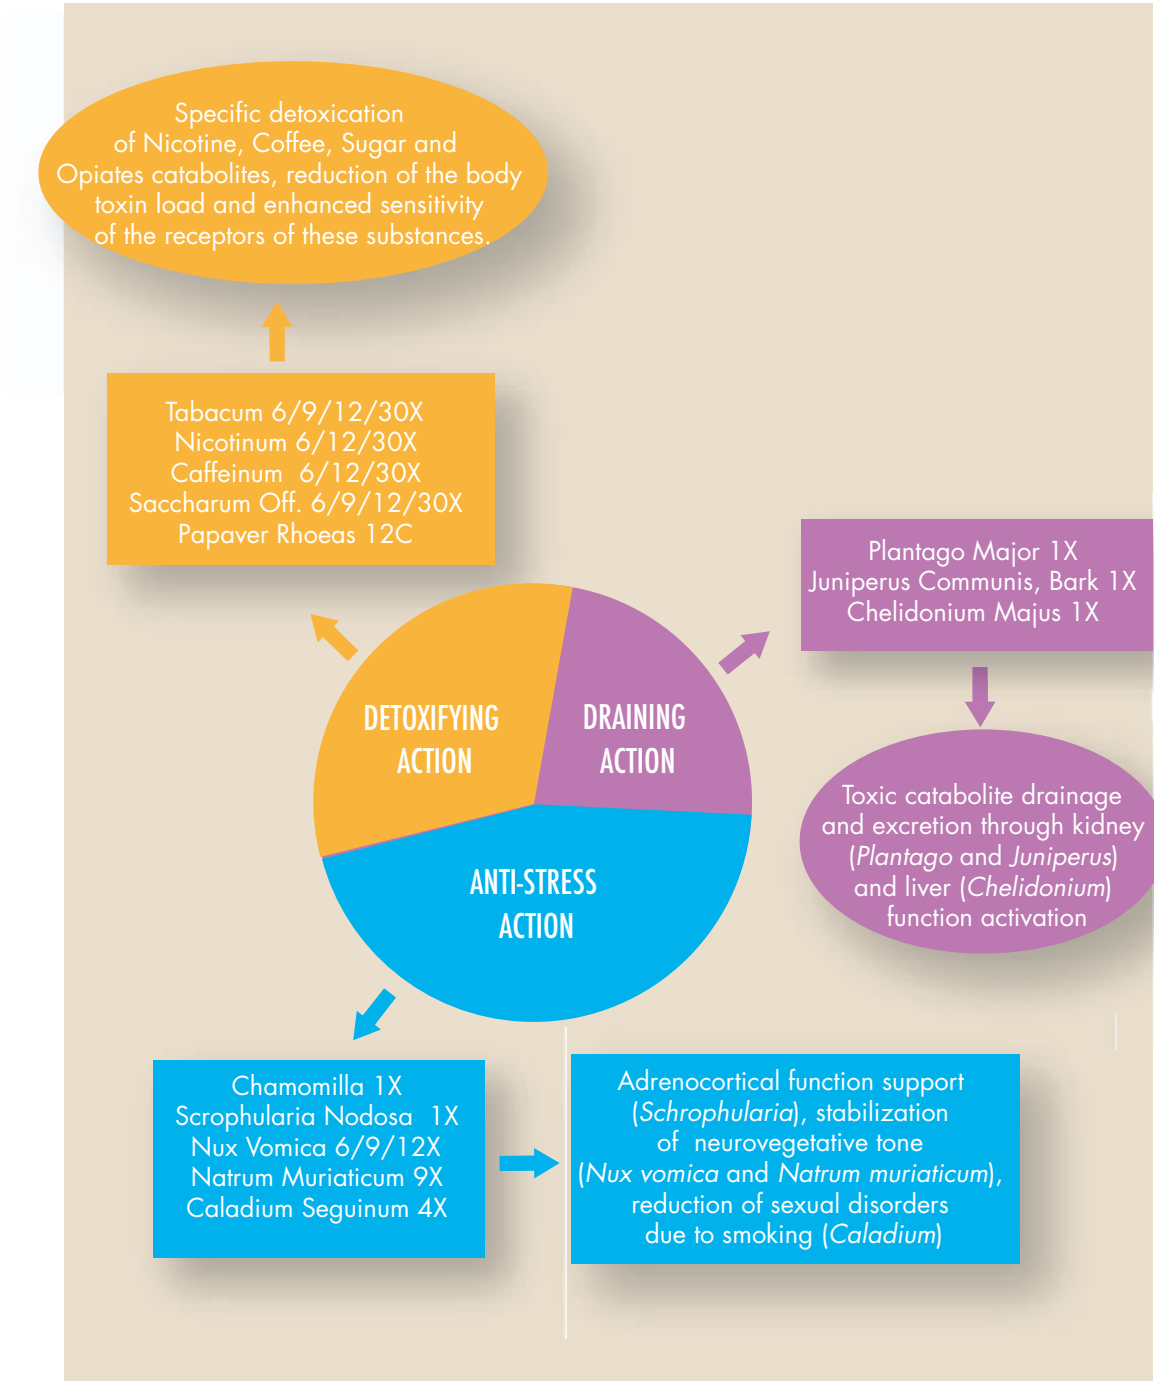 Specific detoxication
of Nicotine, Coffee, Sugar and
Opiates catabolites, reduction of the body
toxin load and enhanced sensitivity
of the receptors of these substances.
Tabacum 6/9/12/30X
Nicotinum 6/12/30X
Caffeinum 6/12/30X
Saccharum Off. 6/9/12/30X
Papaver Rhoeas 12C
Plantago Major 1X
Juniperus Communis, Bark 1X
Chelidonium Majus 1X
DETOXIFYING
ACTION
DRAINING
ACTION
Toxic catabolite drainage
and excretion through kidney
(Plantago and Juniperus)
and liver (Chelidonium)
function activation
ANTI-STRESS
ACTION
Chamomilla 1X
Scrophularia Nodosa 1X
Nux Vomica 6/9/12X
Natrum Muriaticum 9X
Caladium Seguinum 4X
Adrenocortical function support
(Schrophularia), stabilization
of neurovegetative tone
(Nux vomica and Natrum muriaticum),
reduction of sexual disorders
due to smoking (Caladium)